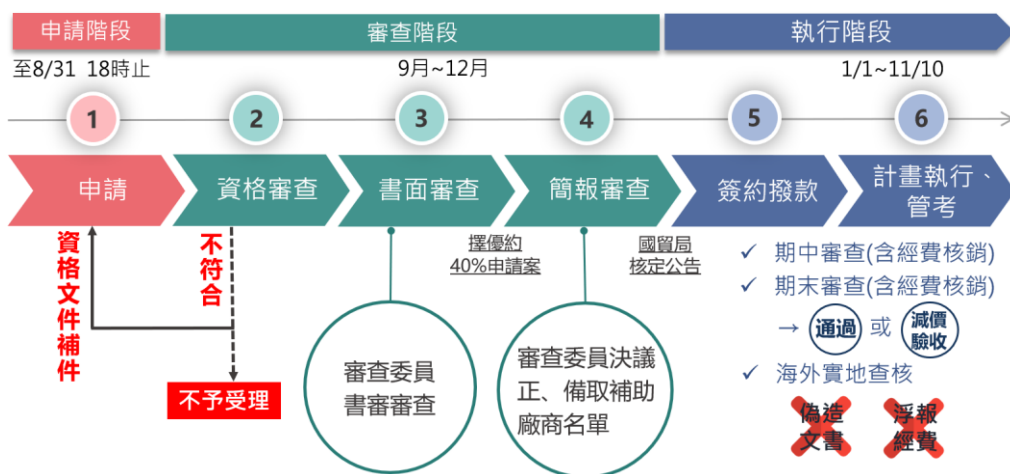 申請階段
審查階段
執行階段
至8/31 18時止
9月~12月
1/1~11/10
1
2
3
4
5
6
申請
資格審查
書面審查
簡報審查
簽約撥款
計畫執行、
管考
資格文件補件
不符合
不予受理
擇優約
40%申請案
國貿局
核定公告
審查委員
書審審查
審查委員決議
正、備取補助
廠商名單
✓ 期中審查(含經費核銷)
✓ 期末審查(含經費核銷)
→ 通過 或 減價
驗收
✓ 海外實地查核
偽造
文書
浮報
經費